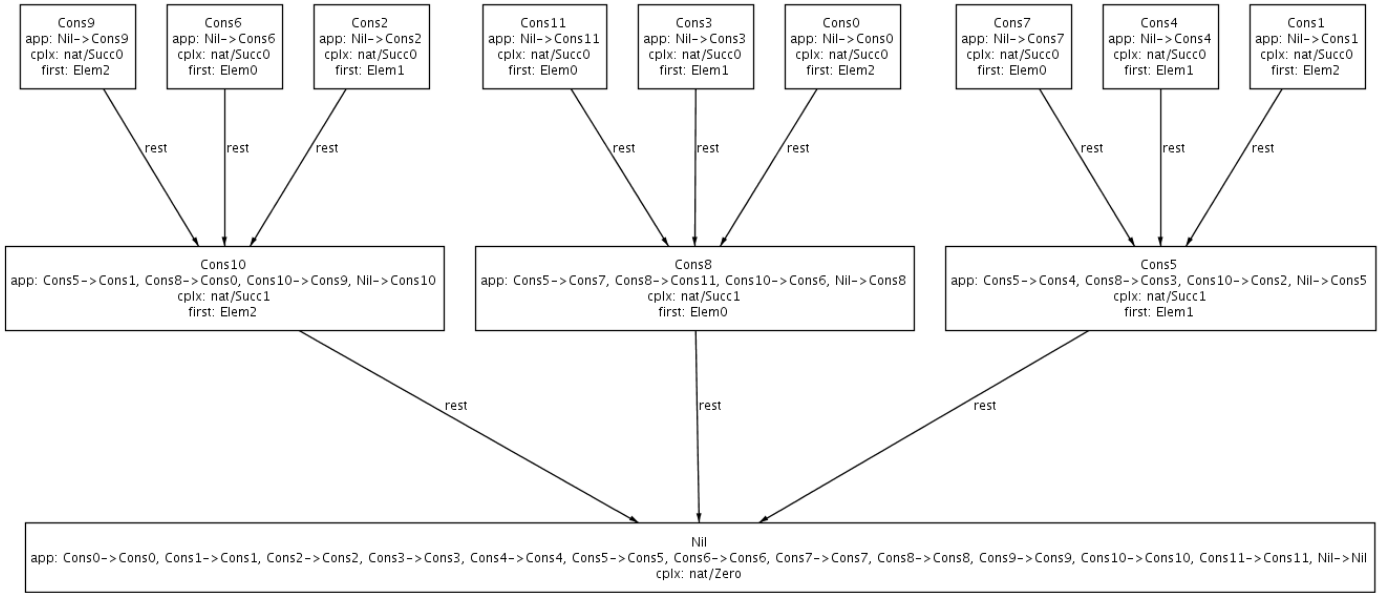 Cons9
app: Nil->Cons9
cplx: nat/Succ0
first: Elem2
Cons6
app: Nil->Cons6
cplx: nat/Succ0
first: Elem0
Cons2
app: Nil->Cons2
cplx: nat/Succ0
first: Elem1
Cons11
app: Nil->Cons11
cplx: nat/Succ0
first: Elem0
Cons3
app: Nil->Cons3
cplx: nat/Succ0
first: Elem1
Cons0
app: Nil->Cons0
cplx: nat/Succ0
first: Elem2
Cons7
app: Nil->Cons7
cplx: nat/Succ0
first: Elem0
Cons4
app: Nil->Cons4
cplx: nat/Succ0
first: Elem1
Cons1
app: Nil->Cons1
cplx: nat/Succ0
first: Elem2
rest
rest
rest
rest
rest
rest
rest
rest
rest
Cons10
app: Cons5->Cons1, Cons8->Cons0, Cons10->Cons9, Nil->Cons10
cplx: nat/Succ1
first: Elem2
Cons8
app: Cons5->Cons7, Cons8->Cons11, Cons10->Cons6, Nil->Cons8
cplx: nat/Succ1
first: Elem0
Cons5
app: Cons5->Cons4, Cons8->Cons3, Cons10->Cons2, Nil->Cons5
cplx: nat/Succ1
first: Elem1
rest
rest
rest
Nil
app: Cons0->Cons0, Cons1->Cons1, Cons2->Cons2, Cons3->Cons3, Cons4->Cons4, Cons5->Cons5, Cons6->Cons6, Cons7->Cons7, Cons8->Cons8, Cons9->Cons9, Cons10->Cons10, Cons11->Cons11, Nil->Nil
cplx: nat/Zero